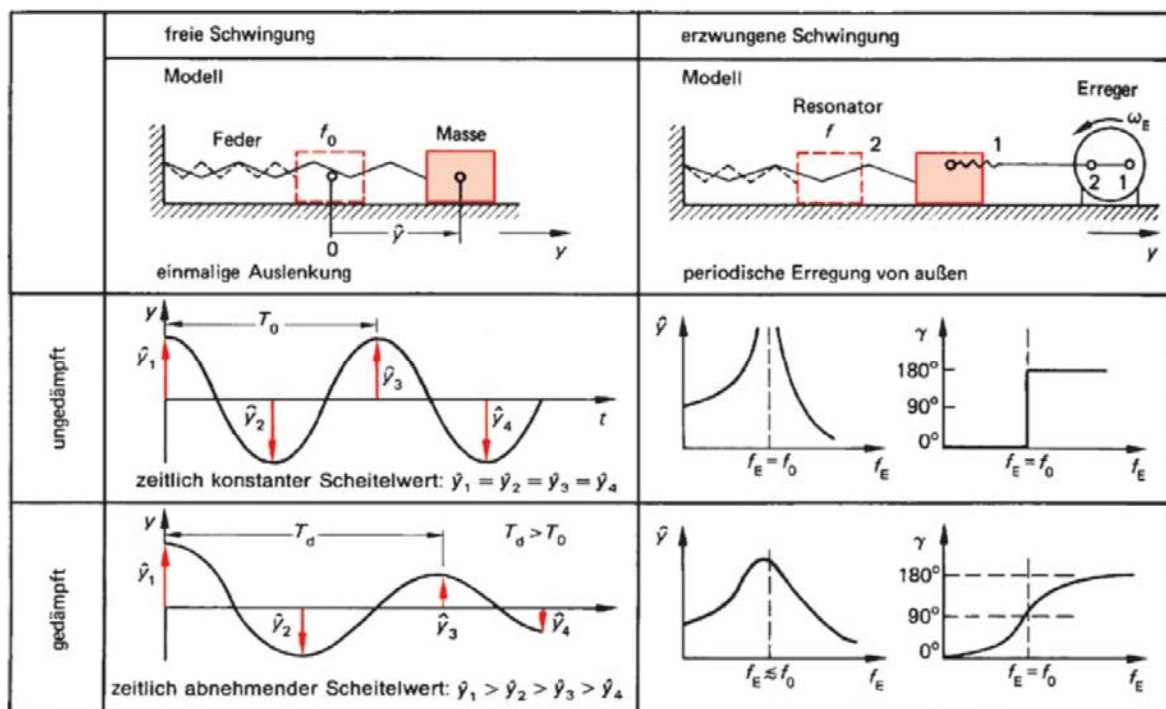 freie Schwingung
erzwungene Schwingung
Modell
Feder
f₀
Masse
0
ŷ
y
einmalige Auslenkung
Modell
Resonator
f
2
1
Erreger
ω_E
2 1
y
periodische Erregung von außen
ungedämpft
y
T₀
ŷ₁
ŷ₂
ŷ₃
ŷ₄
t
zeitlich konstanter Scheitelwert: ŷ₁ = ŷ₂ = ŷ₃ = ŷ₄
ŷ
f_E = f₀
f_E
γ
180°
90°
0°
f_E = f₀
f_E
gedämpft
y
T_d
T_d > T₀
ŷ₁
ŷ₂
ŷ₃
ŷ₄
zeitlich abnehmender Scheitelwert: ŷ₁ > ŷ₂ > ŷ₃ > ŷ₄
ŷ
f_E ≲ f₀
f_E
γ
180°
90°
0°
f_E = f₀
f_E